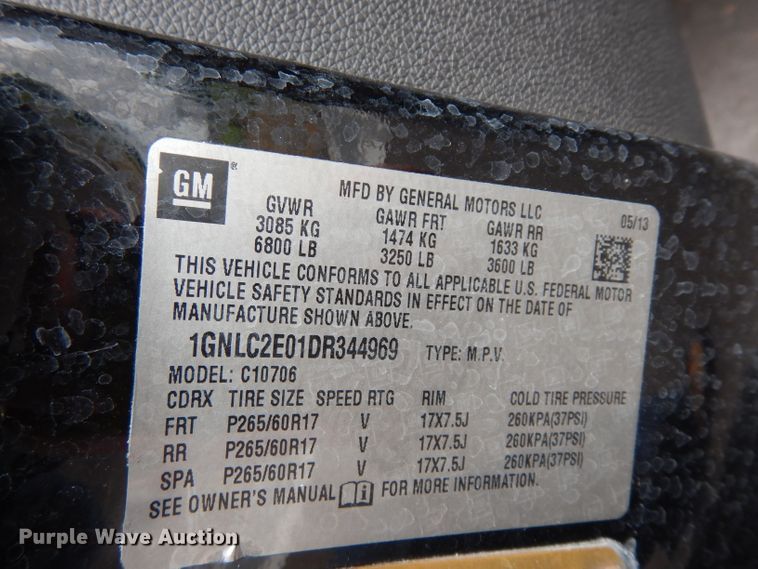 GM
MFD BY GENERAL MOTORS LLC
05/13
GVWR GAWR FRT GAWR RR
3085 KG 1474 KG 1633 KG
6800 LB 3250 LB 3600 LB
THIS VEHICLE CONFORMS TO ALL APPLICABLE U.S. FEDERAL MOTOR
VEHICLE SAFETY STANDARDS IN EFFECT ON THE DATE OF
MANUFACTURE SHOWN ABOVE.
1GNLC2E01DR344969 TYPE: M.P.V.
MODEL: C10706
CDRX TIRE SIZE SPEED RTG RIM COLD TIRE PRESSURE
FRT P265/60R17 V 17X7.5J 260KPA(37PSI)
RR P265/60R17 V 17X7.5J 260KPA(37PSI)
SPA P265/60R17 V 17X7.5J 260KPA(37PSI)
SEE OWNER'S MANUAL FOR MORE INFORMATION.
Purple Wave Auction